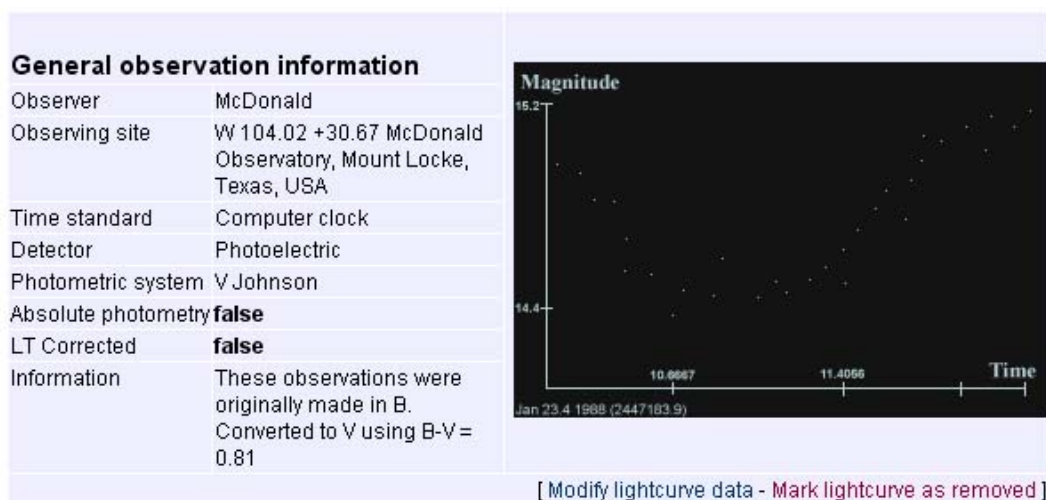 General observation information
Observer McDonald
Observing site W 104.02 +30.67 McDonald
Observatory, Mount Locke,
Texas, USA
Time standard Computer clock
Detector Photoelectric
Photometric system V Johnson
Absolute photometry false
LT Corrected false
Information These observations were
originally made in B.
Converted to V using B-V =
0.81
Magnitude
15.2
14.4
10.6667 11.4056 Time
Jan 23.4 1988 (2447183.9)
[ Modify lightcurve data - Mark lightcurve as removed ]